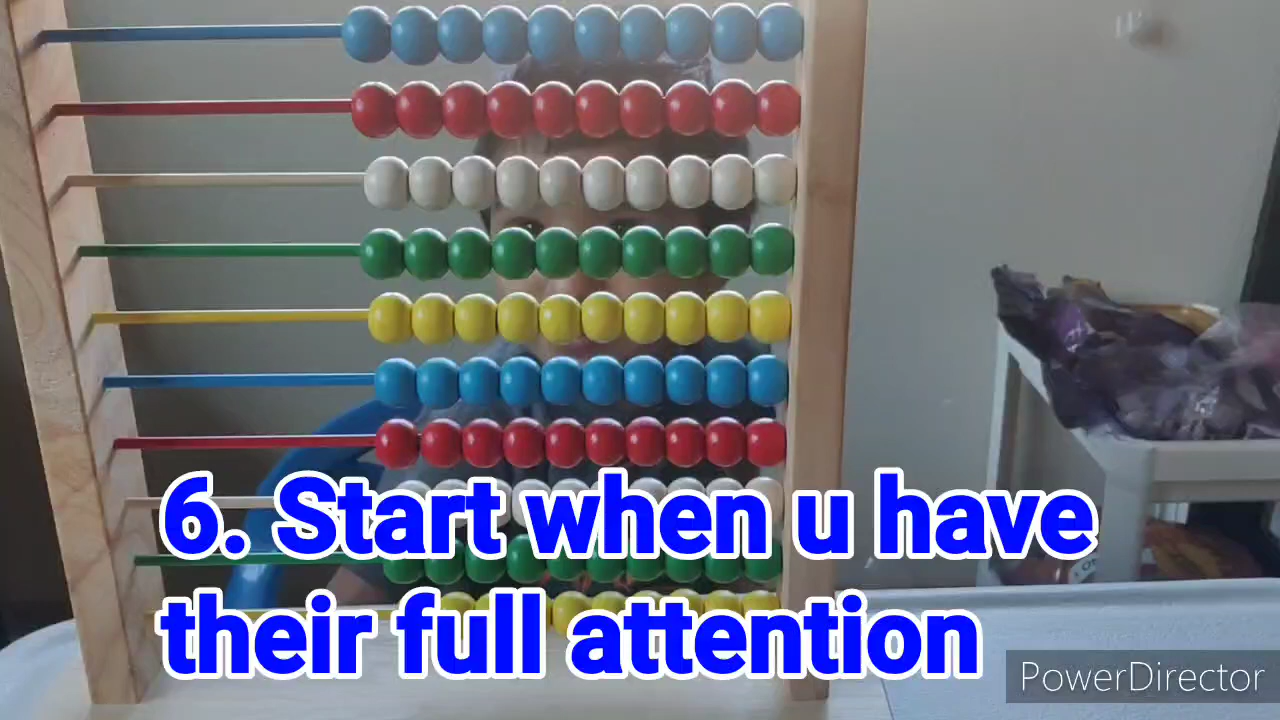 6. Start when u have
their full attention
PowerDirector